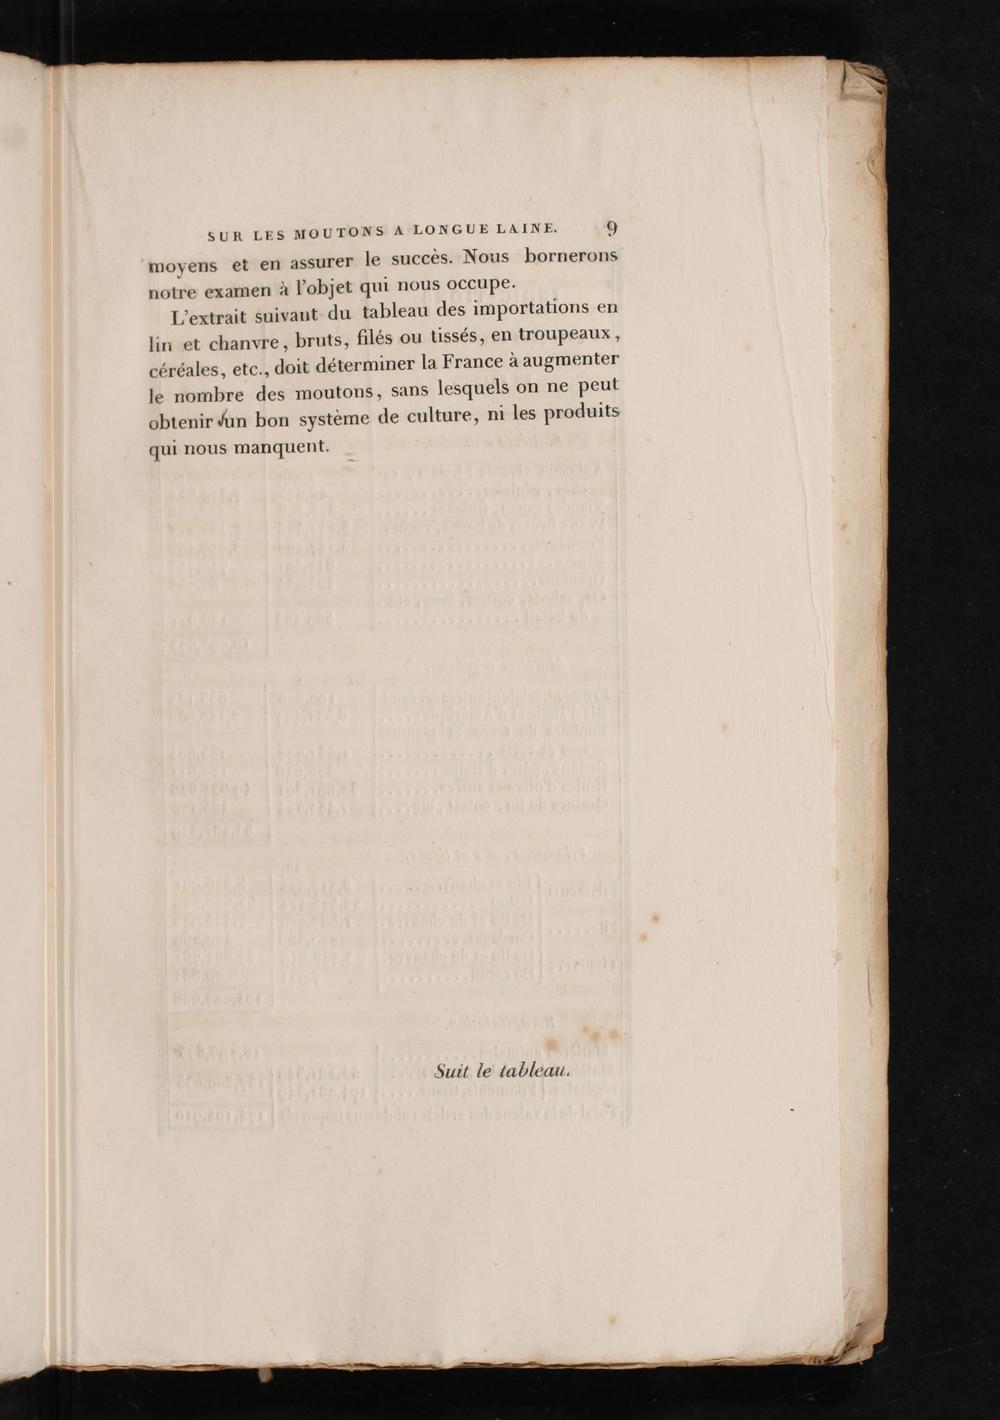 SUR LES MOUTONS A LONGUE LAINE. 9
moyens et en assurer le succès. Nous bornerons
notre examen à l'objet qui nous occupe.
L'extrait suivant du tableau des importations en
lin et chanvre, bruts, filés ou tissés, en troupeaux,
céréales, etc., doit déterminer la France à augmenter
le nombre des moutons, sans lesquels on ne peut
obtenir un bon système de culture, ni les produits
qui nous manquent.
Suit le tableau.